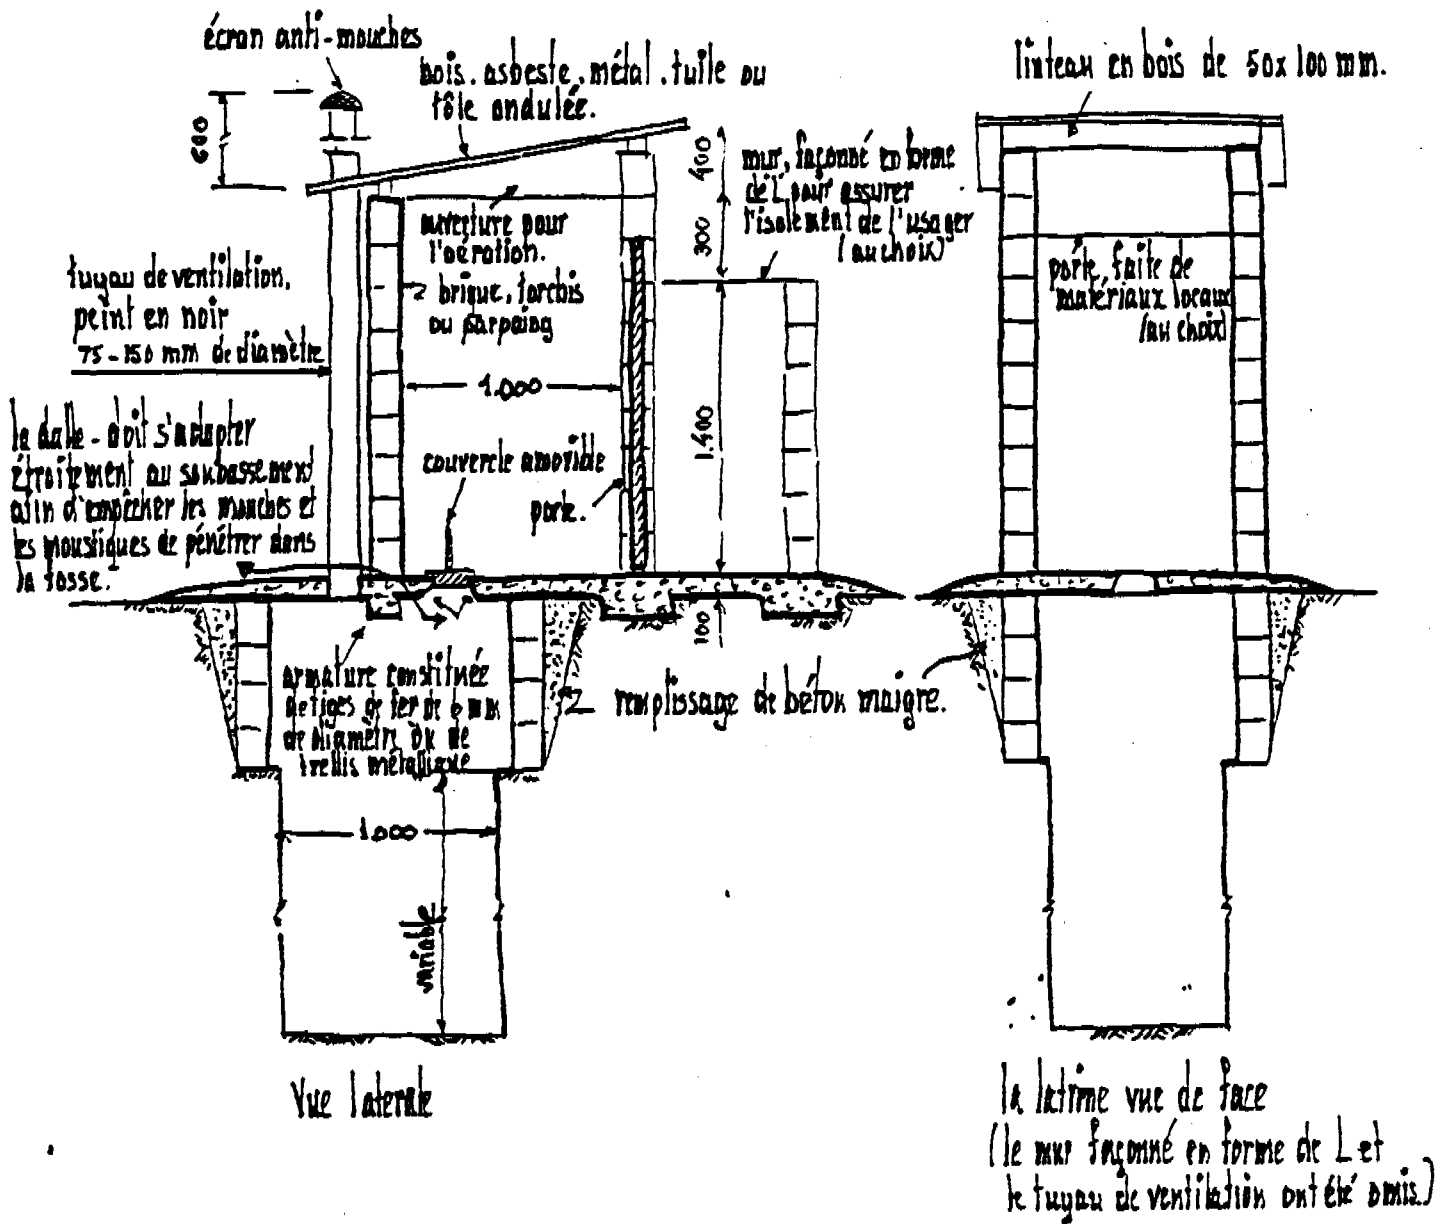 écran anti-mouches
bois. asbeste. métal. tuile ou
tôle ondulée.
linteau en bois de 50x100 mm.
600
400
300
mur, façonné en forme
de L pour assurer
l'isolement de l'usager
(au choix)
ouverture pour
l'aération.
brique, torchis
ou parpaing
tuyau de ventilation,
peint en noir
75-150 mm de diamètre
porte, faite de
matériaux locaux
(au choix)
1.000
1.400
la dalle - doit s'adapter
étroitement au soubassement
afin d'empêcher les mouches et
les moustiques de pénétrer dans
la fosse.
couvercle amovible
porte.
100
armature constituée
de tiges de fer de 6 mm
de diamètre ou de
trellis métallique
remplissage de béton maigre.
1.000
variable
Vue laterale
la latrine vue de face
(le mur façonné en forme de L et
le tuyau de ventilation ont été omis.)